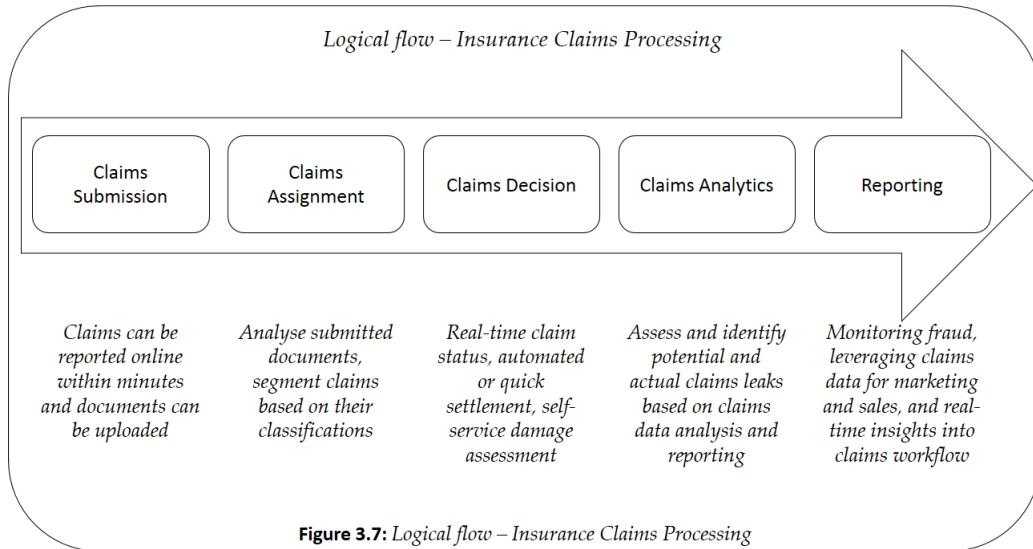 Logical flow – Insurance Claims Processing
Claims
Submission
Claims
Assignment
Claims Decision
Claims Analytics
Reporting
Claims can be
reported online
within minutes
and documents can
be uploaded
Analyse submitted
documents,
segment claims
based on their
classifications
Real-time claim
status, automated
or quick
settlement, self-
service damage
assessment
Assess and identify
potential and
actual claims leaks
based on claims
data analysis and
reporting
Monitoring fraud,
leveraging claims
data for marketing
and sales, and real-
time insights into
claims workflow
Figure 3.7: Logical flow – Insurance Claims Processing